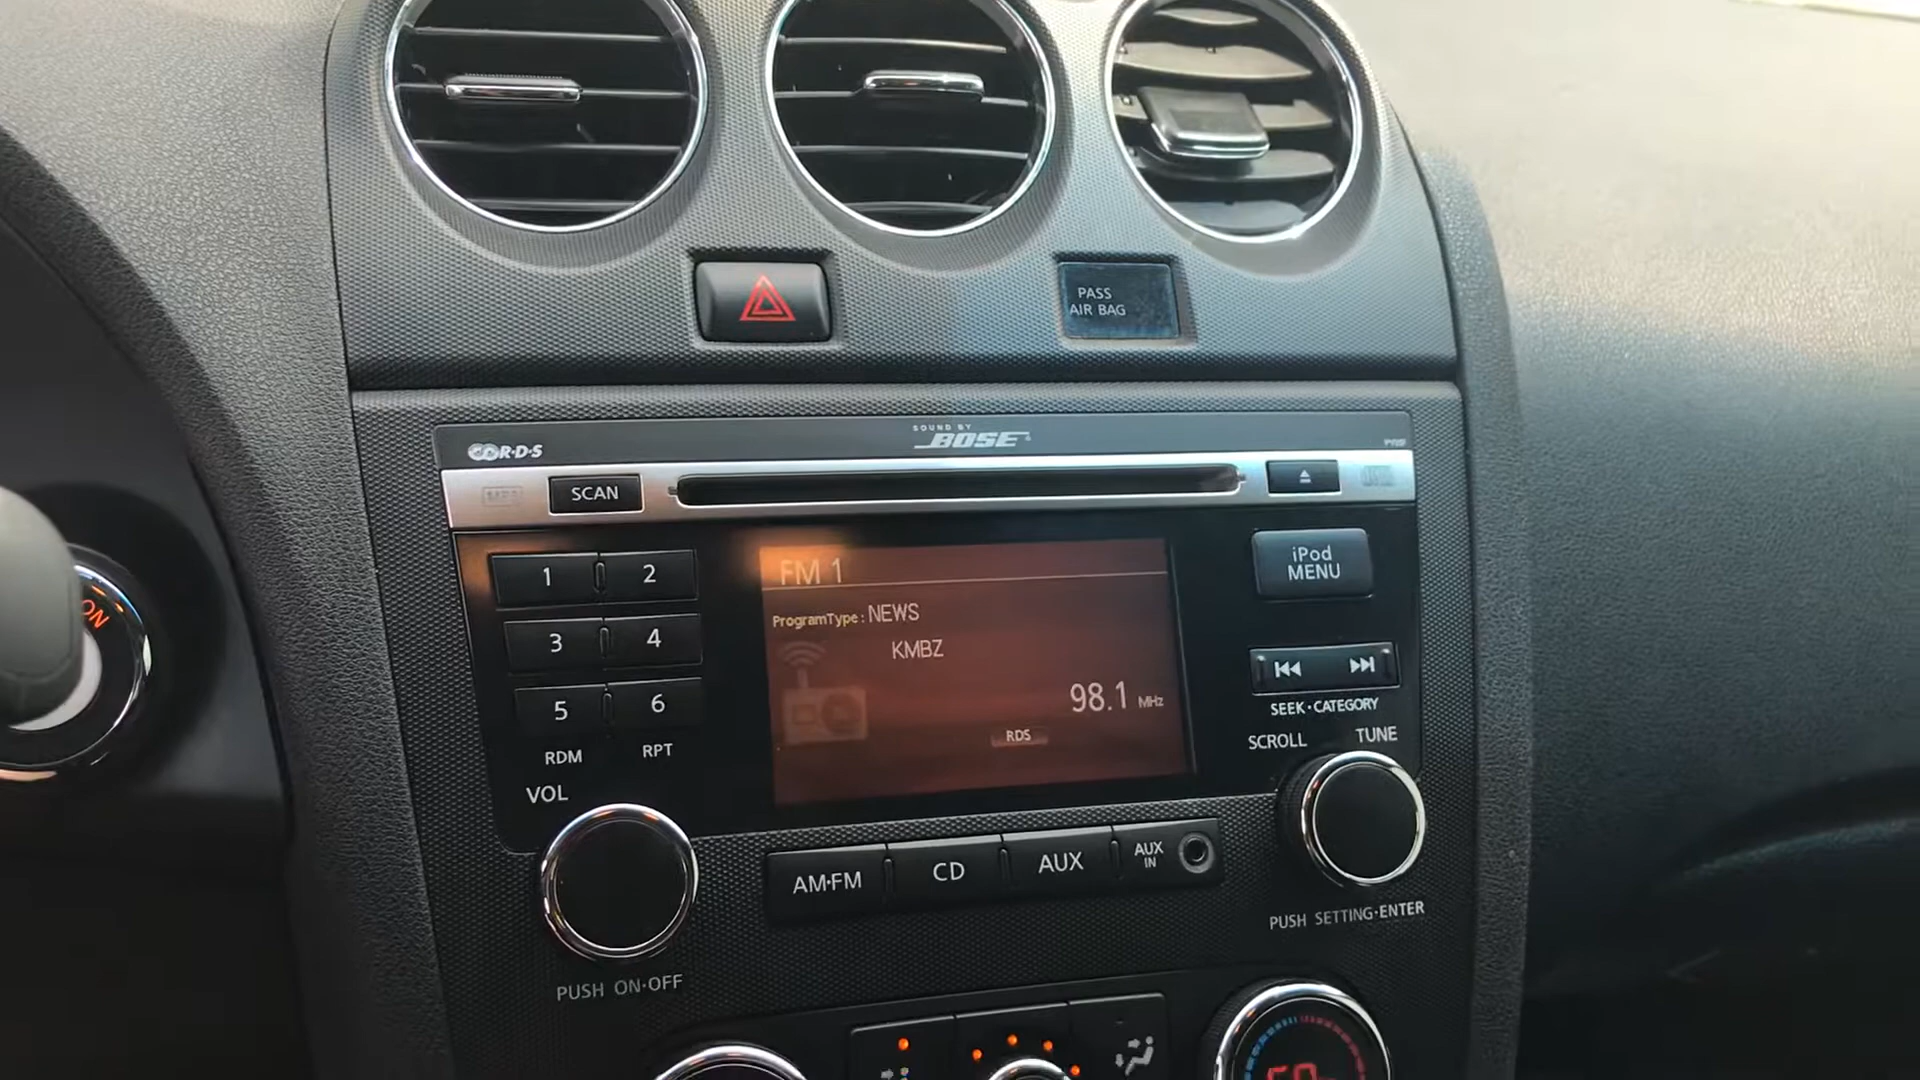 PASS
AIR BAG
SOUND BY
BOSE
R·D·S
SCAN
MP3
1
2
3
4
5
6
RDM
RPT
VOL
PUSH ON·OFF
FM 1
ProgramType : NEWS
KMBZ
98.1 MHz
RDS
iPod
MENU
SEEK·CATEGORY
SCROLL
TUNE
PUSH SETTING·ENTER
AM·FM
CD
AUX
AUX
IN
ON